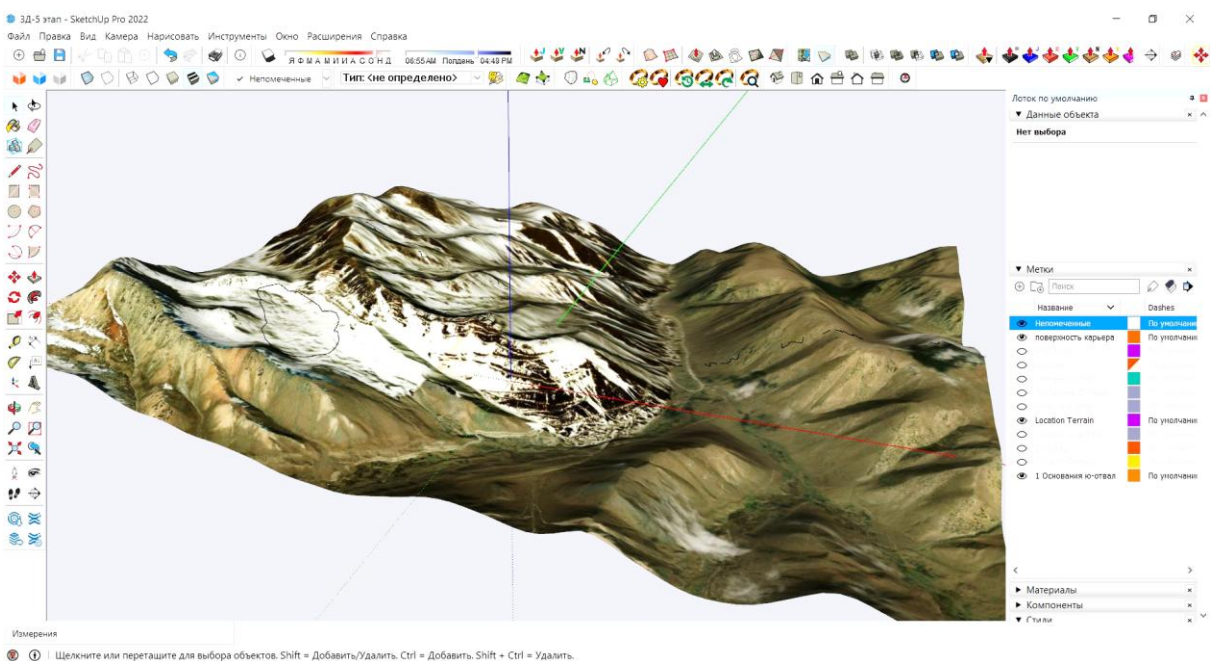 3Д-5 этап - SketchUp Pro 2022
Файл Правка Вид Камера Нарисовать Инструменты Окно Расширения Справка
Я Ф М А М И И А С О Н Д 06:55 AM Полдень 04:49 PM
Непомеченные Тип: <не определено>
Лоток по умолчанию
Данные объекта
Нет выбора
Метки
Поиск
Название Dashes
Непомеченные По умолчани
поверхность карьера По умолчани
Location Terrain По умолчани
1 Основания ю-отвал По умолчани
Материалы
Компоненты
Стили
Измерения
Щелкните или перетащите для выбора объектов. Shift = Добавить/Удалить. Ctrl = Добавить. Shift + Ctrl = Удалить.